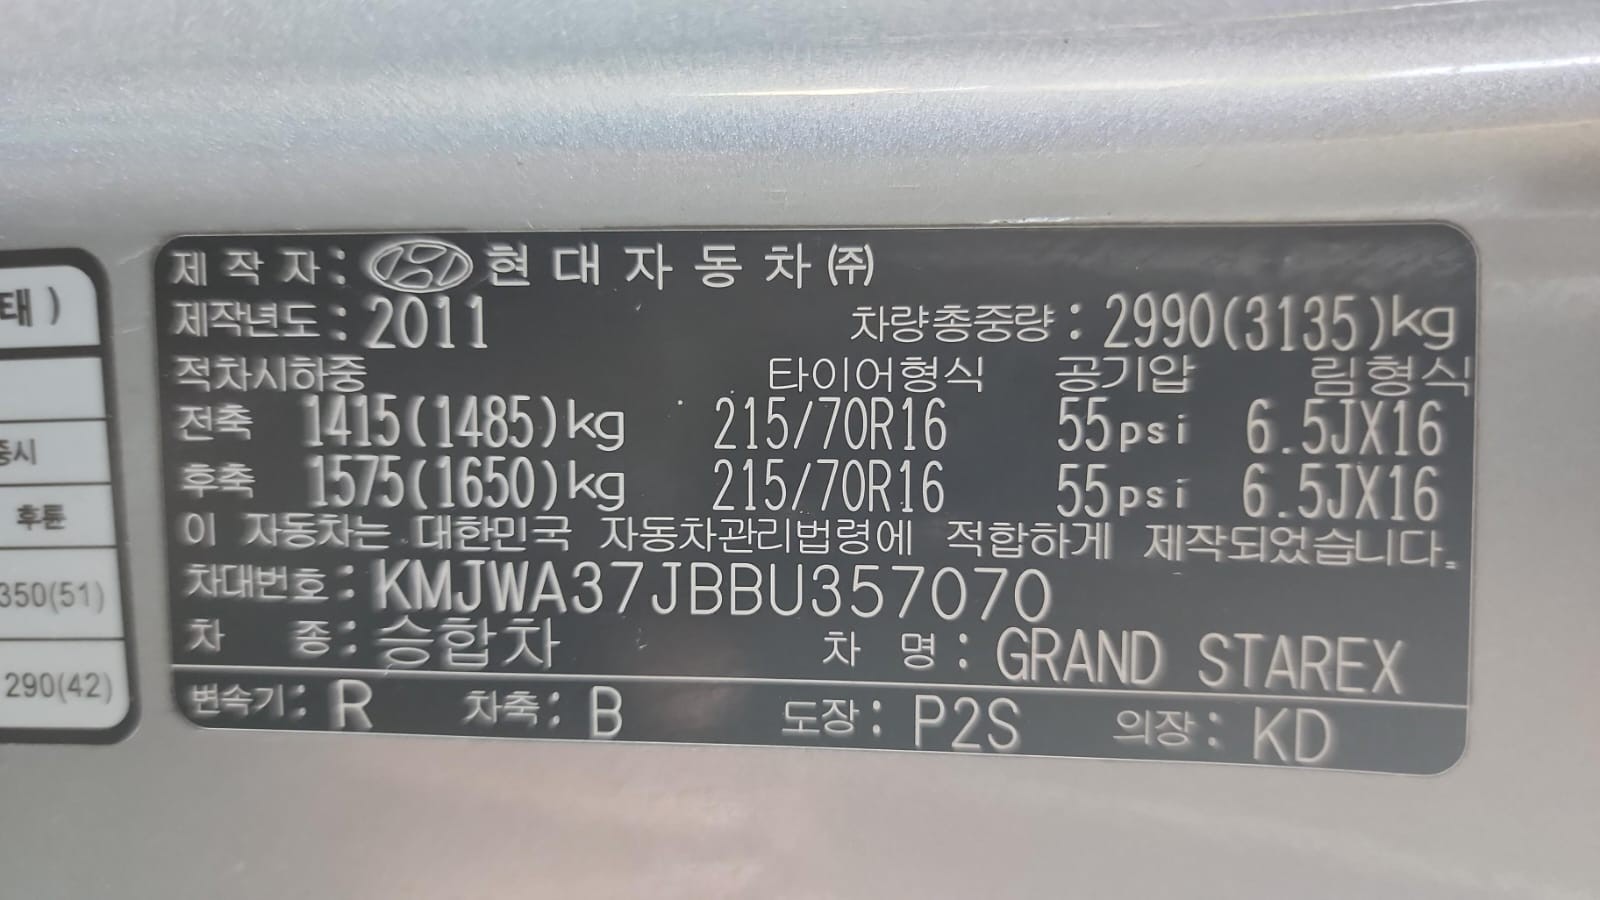 태)
중시
후륜
350(51)
290(42)
제작자: 현대자동차(주)
제작년도: 2011 차량총중량: 2990(3135)kg
적차시하중 타이어형식 공기압 림형식
전축 1415(1485)kg 215/70R16 55psi 6.5JX16
후축 1575(1650)kg 215/70R16 55psi 6.5JX16
이 자동차는 대한민국 자동차관리법령에 적합하게 제작되었습니다.
차대번호: KMJWA37JBBU357070
차 종: 승합차 차 명: GRAND STAREX
변속기: R 차축: B 도장: P2S 의장: KD